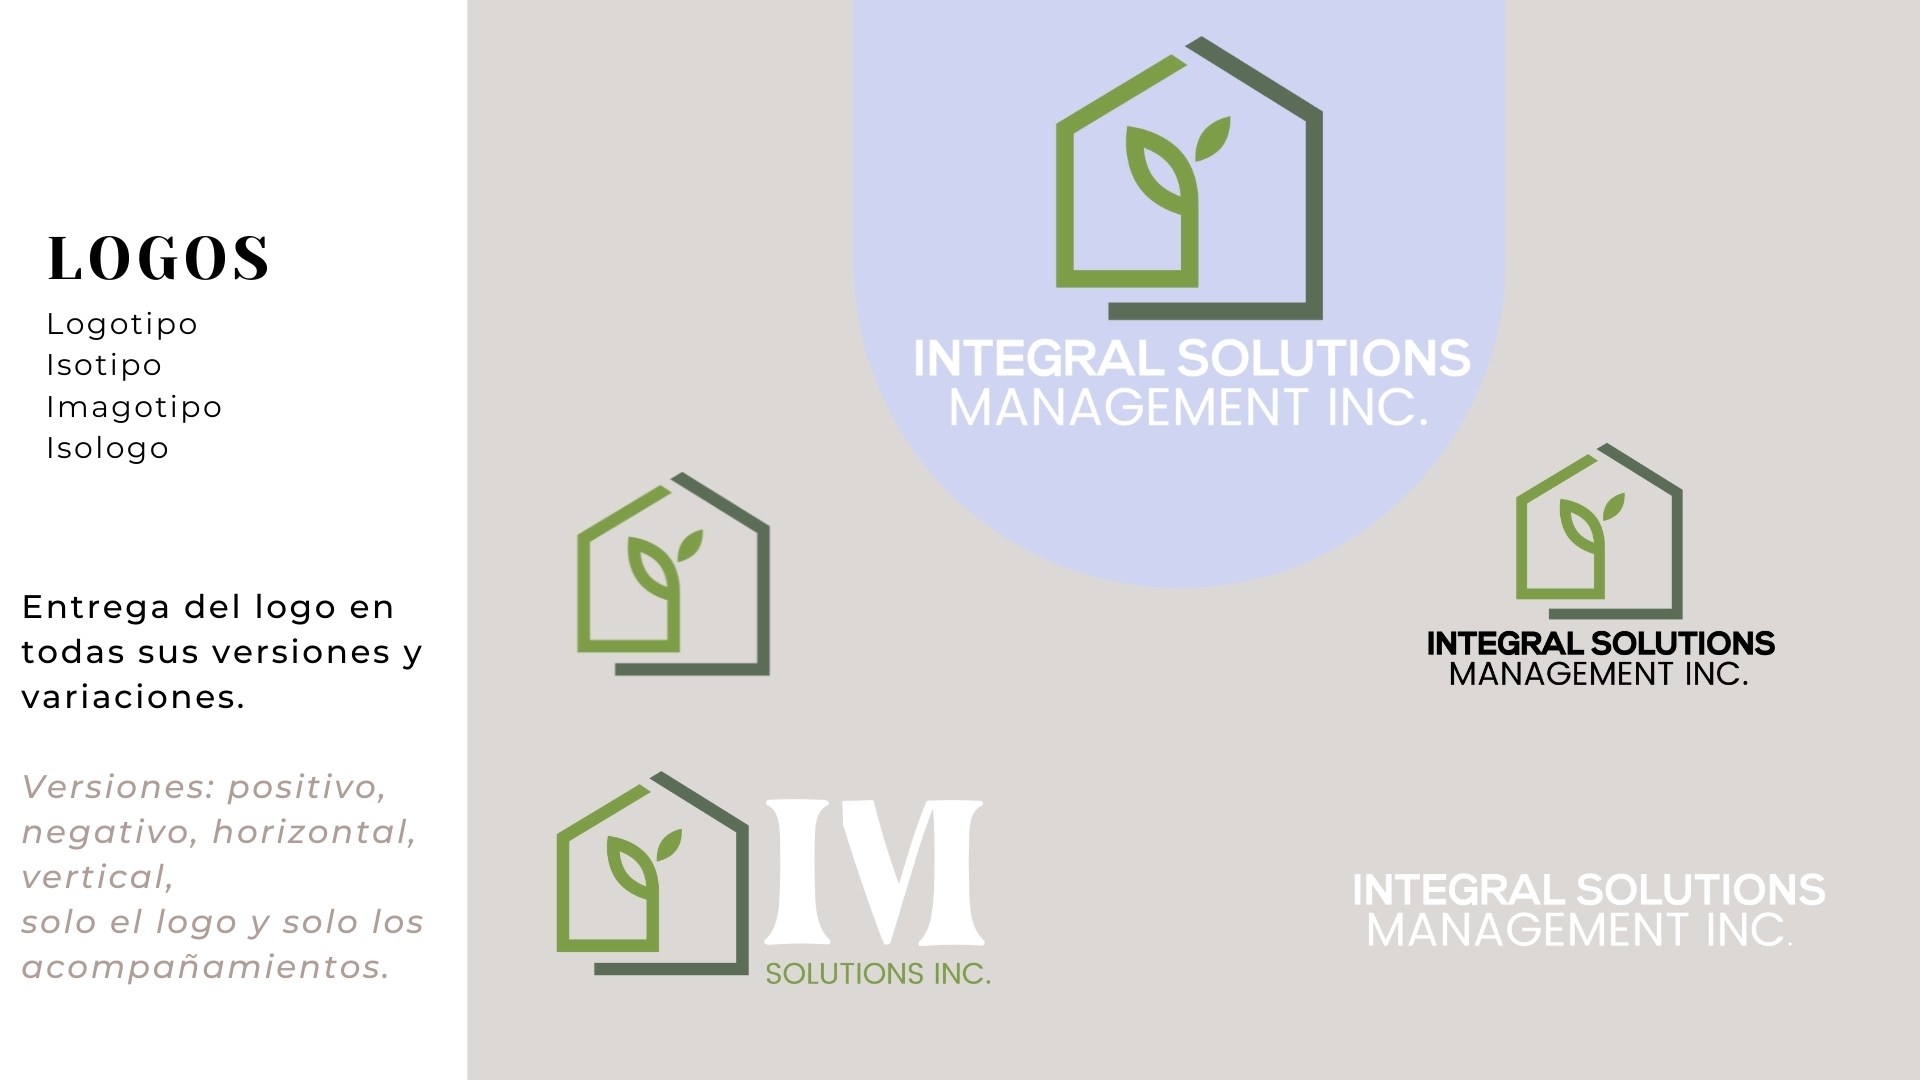 LOGOS
Logotipo
Isotipo
Imagotipo
Isologo
Entrega del logo en
todas sus versiones y
variaciones.
Versiones: positivo,
negativo, horizontal,
vertical,
solo el logo y solo los
acompañamientos.
INTEGRAL SOLUTIONS
MANAGEMENT INC.
INTEGRAL SOLUTIONS
MANAGEMENT INC.
IM
SOLUTIONS INC.
INTEGRAL SOLUTIONS
MANAGEMENT INC.